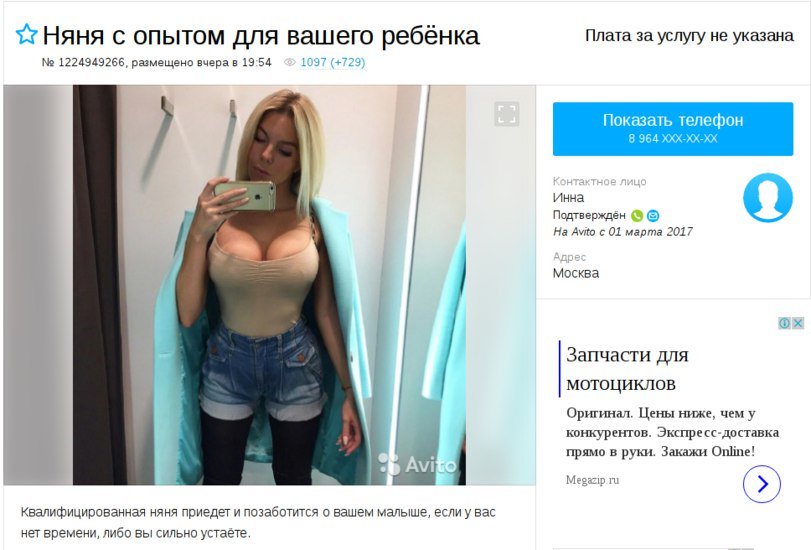 Няня с опытом для вашего ребёнка
№ 1224949266, размещено вчера в 19:54 1097 (+729)
Плата за услугу не указана
Avito
Квалифицированная няня приедет и позаботится о вашем малыше, если у вас
нет времени, либо вы сильно устаёте.
Показать телефон
8 964 XXX-XX-XX
Контактное лицо
Инна
Подтверждён
На Avito с 01 марта 2017
Адрес
Москва
Запчасти для
мотоциклов
Оригинал. Цены ниже, чем у
конкурентов. Экспресс-доставка
прямо в руки. Закажи Online!
Megazip.ru